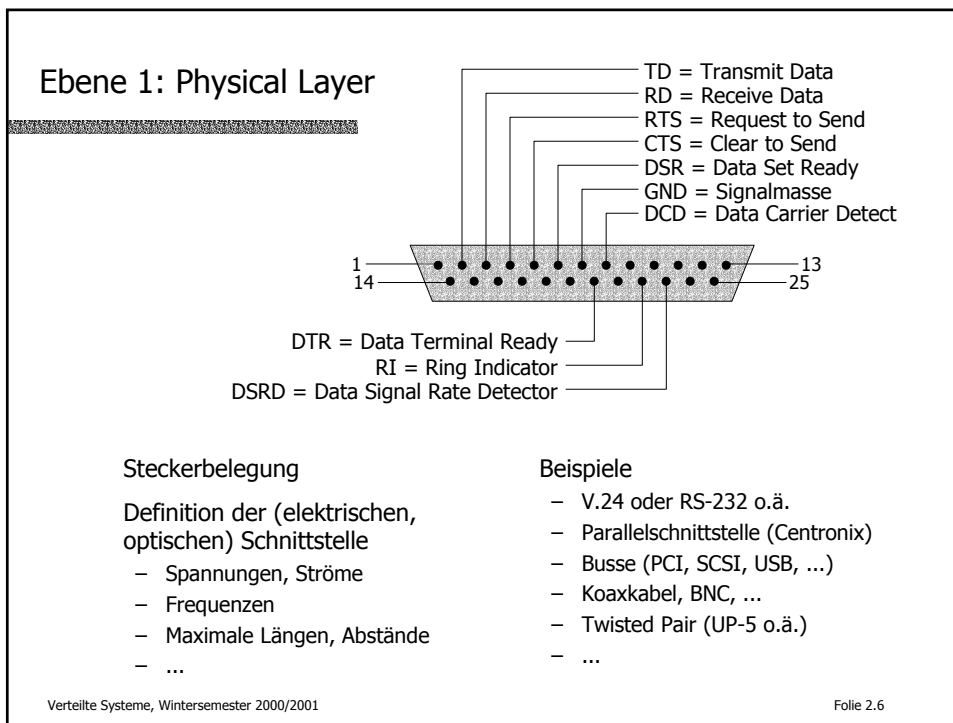 Ebene 1: Physical Layer
TD = Transmit Data
RD = Receive Data
RTS = Request to Send
CTS = Clear to Send
DSR = Data Set Ready
GND = Signalmasse
DCD = Data Carrier Detect
1
13
14
25
DTR = Data Terminal Ready
RI = Ring Indicator
DSRD = Data Signal Rate Detector
Steckerbelegung
Definition der (elektrischen,
optischen) Schnittstelle
– Spannungen, Ströme
– Frequenzen
– Maximale Längen, Abstände
– ...
Beispiele
– V.24 oder RS-232 o.ä.
– Parallelschnittstelle (Centronix)
– Busse (PCI, SCSI, USB, ...)
– Koaxkabel, BNC, ...
– Twisted Pair (UP-5 o.ä.)
– ...
Verteilte Systeme, Wintersemester 2000/2001
Folie 2.6